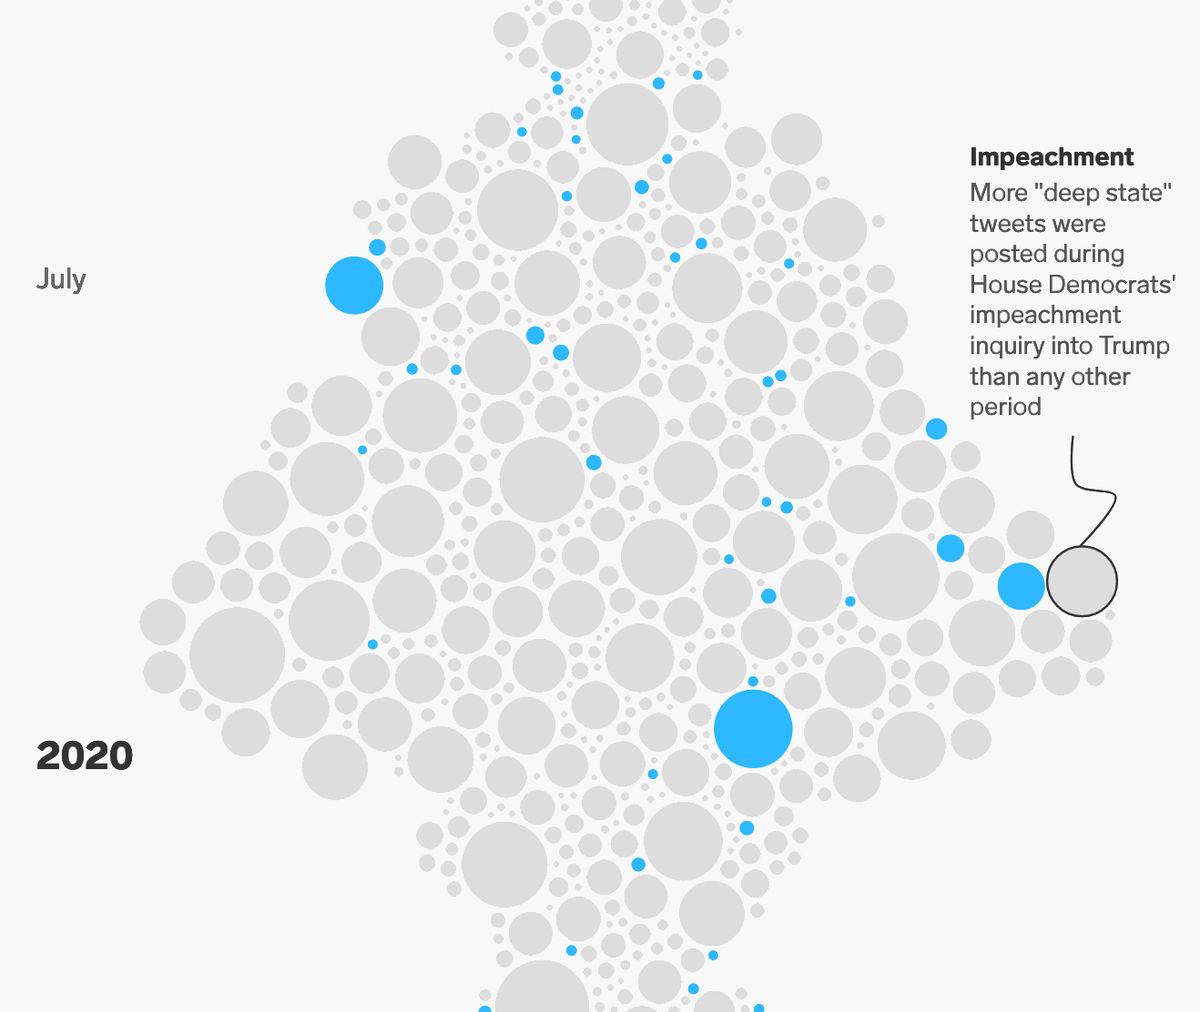 Impeachment
More "deep state"
tweets were
posted during
House Democrats'
impeachment
inquiry into Trump
than any other
period
July
2020